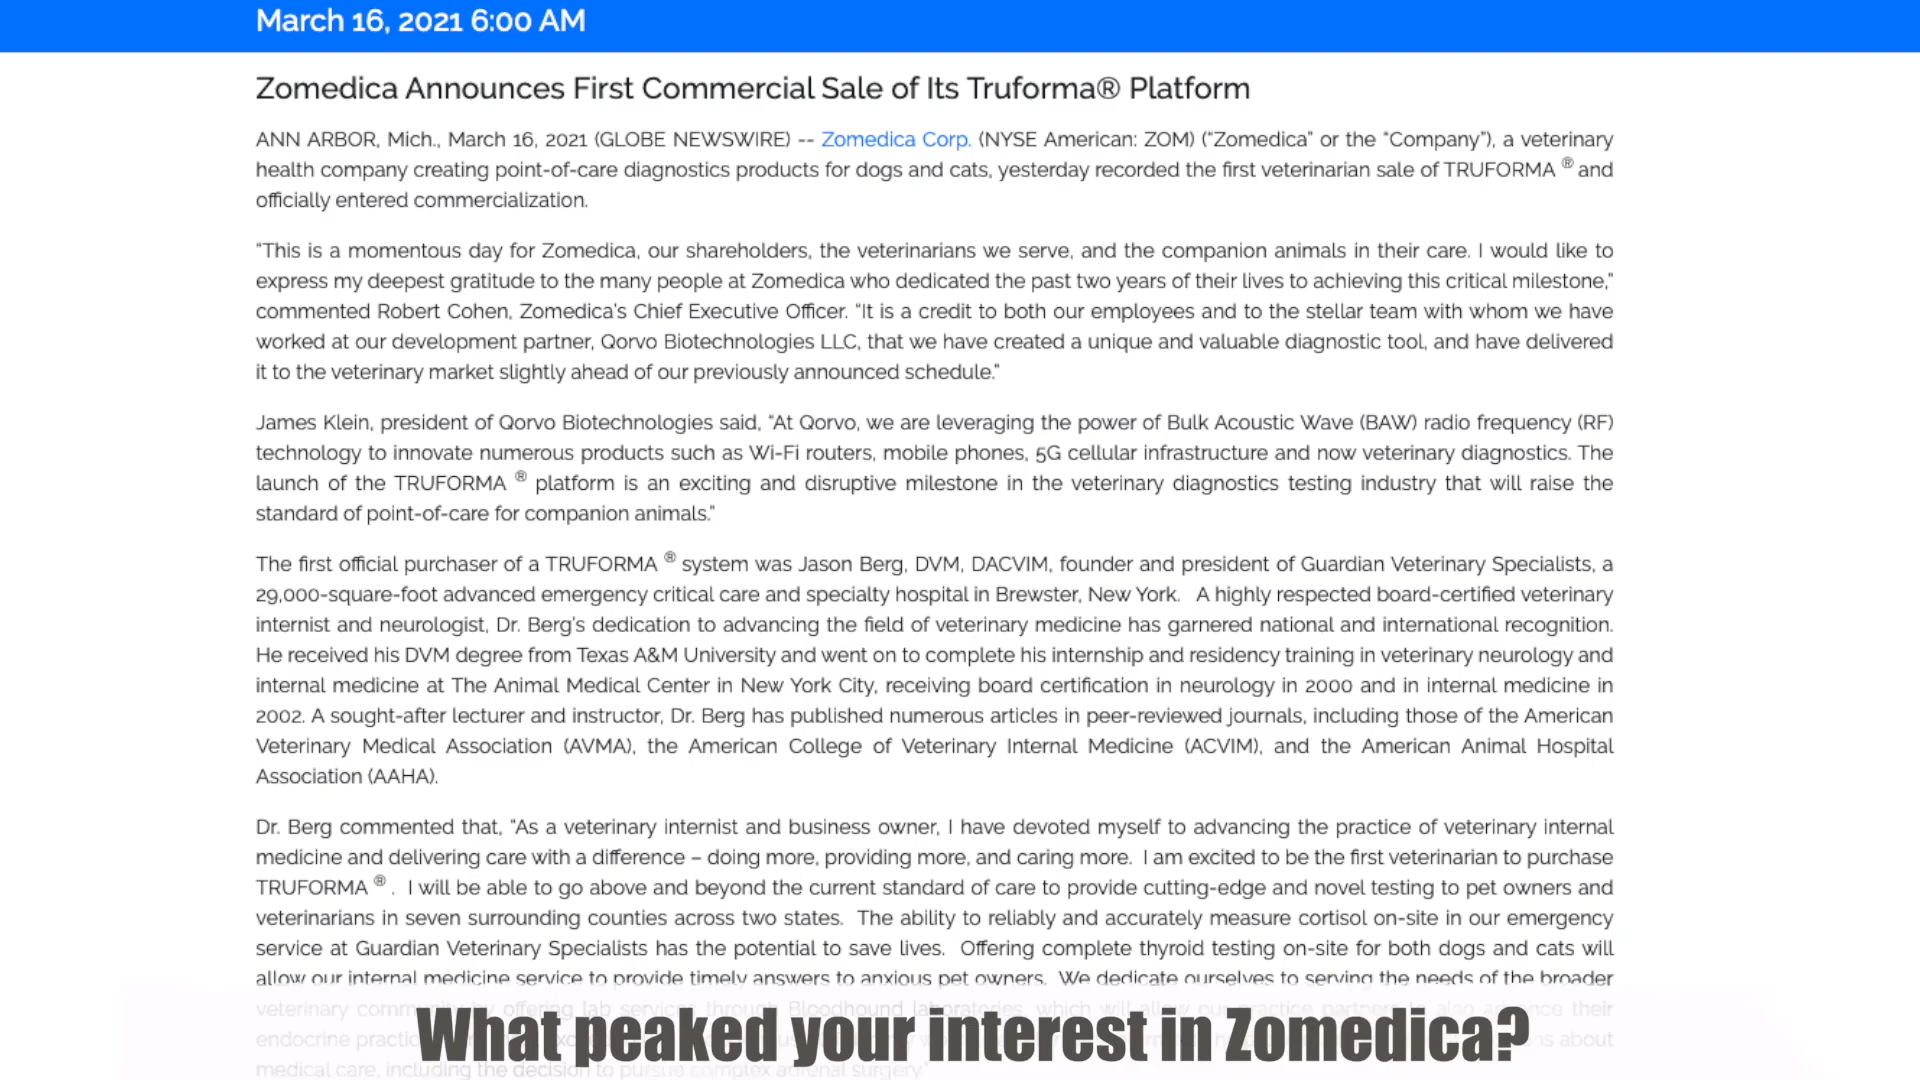 March 16, 2021 6:00 AM
Zomedica Announces First Commercial Sale of Its Truforma® Platform
ANN ARBOR, Mich., March 16, 2021 (GLOBE NEWSWIRE) -- Zomedica Corp. (NYSE American: ZOM) (“Zomedica” or the “Company”), a veterinary
health company creating point-of-care diagnostics products for dogs and cats, yesterday recorded the first veterinarian sale of TRUFORMA ® and
officially entered commercialization.
“This is a momentous day for Zomedica, our shareholders, the veterinarians we serve, and the companion animals in their care. I would like to
express my deepest gratitude to the many people at Zomedica who dedicated the past two years of their lives to achieving this critical milestone,”
commented Robert Cohen, Zomedica’s Chief Executive Officer. “It is a credit to both our employees and to the stellar team with whom we have
worked at our development partner, Qorvo Biotechnologies LLC, that we have created a unique and valuable diagnostic tool, and have delivered
it to the veterinary market slightly ahead of our previously announced schedule.”
James Klein, president of Qorvo Biotechnologies said, “At Qorvo, we are leveraging the power of Bulk Acoustic Wave (BAW) radio frequency (RF)
technology to innovate numerous products such as Wi-Fi routers, mobile phones, 5G cellular infrastructure and now veterinary diagnostics. The
launch of the TRUFORMA ® platform is an exciting and disruptive milestone in the veterinary diagnostics testing industry that will raise the
standard of point-of-care for companion animals.”
The first official purchaser of a TRUFORMA ® system was Jason Berg, DVM, DACVIM, founder and president of Guardian Veterinary Specialists, a
29,000-square-foot advanced emergency critical care and specialty hospital in Brewster, New York. A highly respected board-certified veterinary
internist and neurologist, Dr. Berg’s dedication to advancing the field of veterinary medicine has garnered national and international recognition.
He received his DVM degree from Texas A&M University and went on to complete his internship and residency training in veterinary neurology and
internal medicine at The Animal Medical Center in New York City, receiving board certification in neurology in 2000 and in internal medicine in
2002. A sought-after lecturer and instructor, Dr. Berg has published numerous articles in peer-reviewed journals, including those of the American
Veterinary Medical Association (AVMA), the American College of Veterinary Internal Medicine (ACVIM), and the American Animal Hospital
Association (AAHA).
Dr. Berg commented that, “As a veterinary internist and business owner, I have devoted myself to advancing the practice of veterinary internal
medicine and delivering care with a difference – doing more, providing more, and caring more. I am excited to be the first veterinarian to purchase
TRUFORMA ® . I will be able to go above and beyond the current standard of care to provide cutting-edge and novel testing to pet owners and
veterinarians in seven surrounding counties across two states. The ability to reliably and accurately measure cortisol on-site in our emergency
service at Guardian Veterinary Specialists has the potential to save lives. Offering complete thyroid testing on-site for both dogs and cats will
allow our internal medicine service to provide timely answers to anxious pet owners. We dedicate ourselves to serving the needs of the broader
veterinary offering lab through Bloodhound which will their
endocrine about
medical care, including the decision to pursue complex adrenal surgery.”
What peaked your interest in Zomedica?